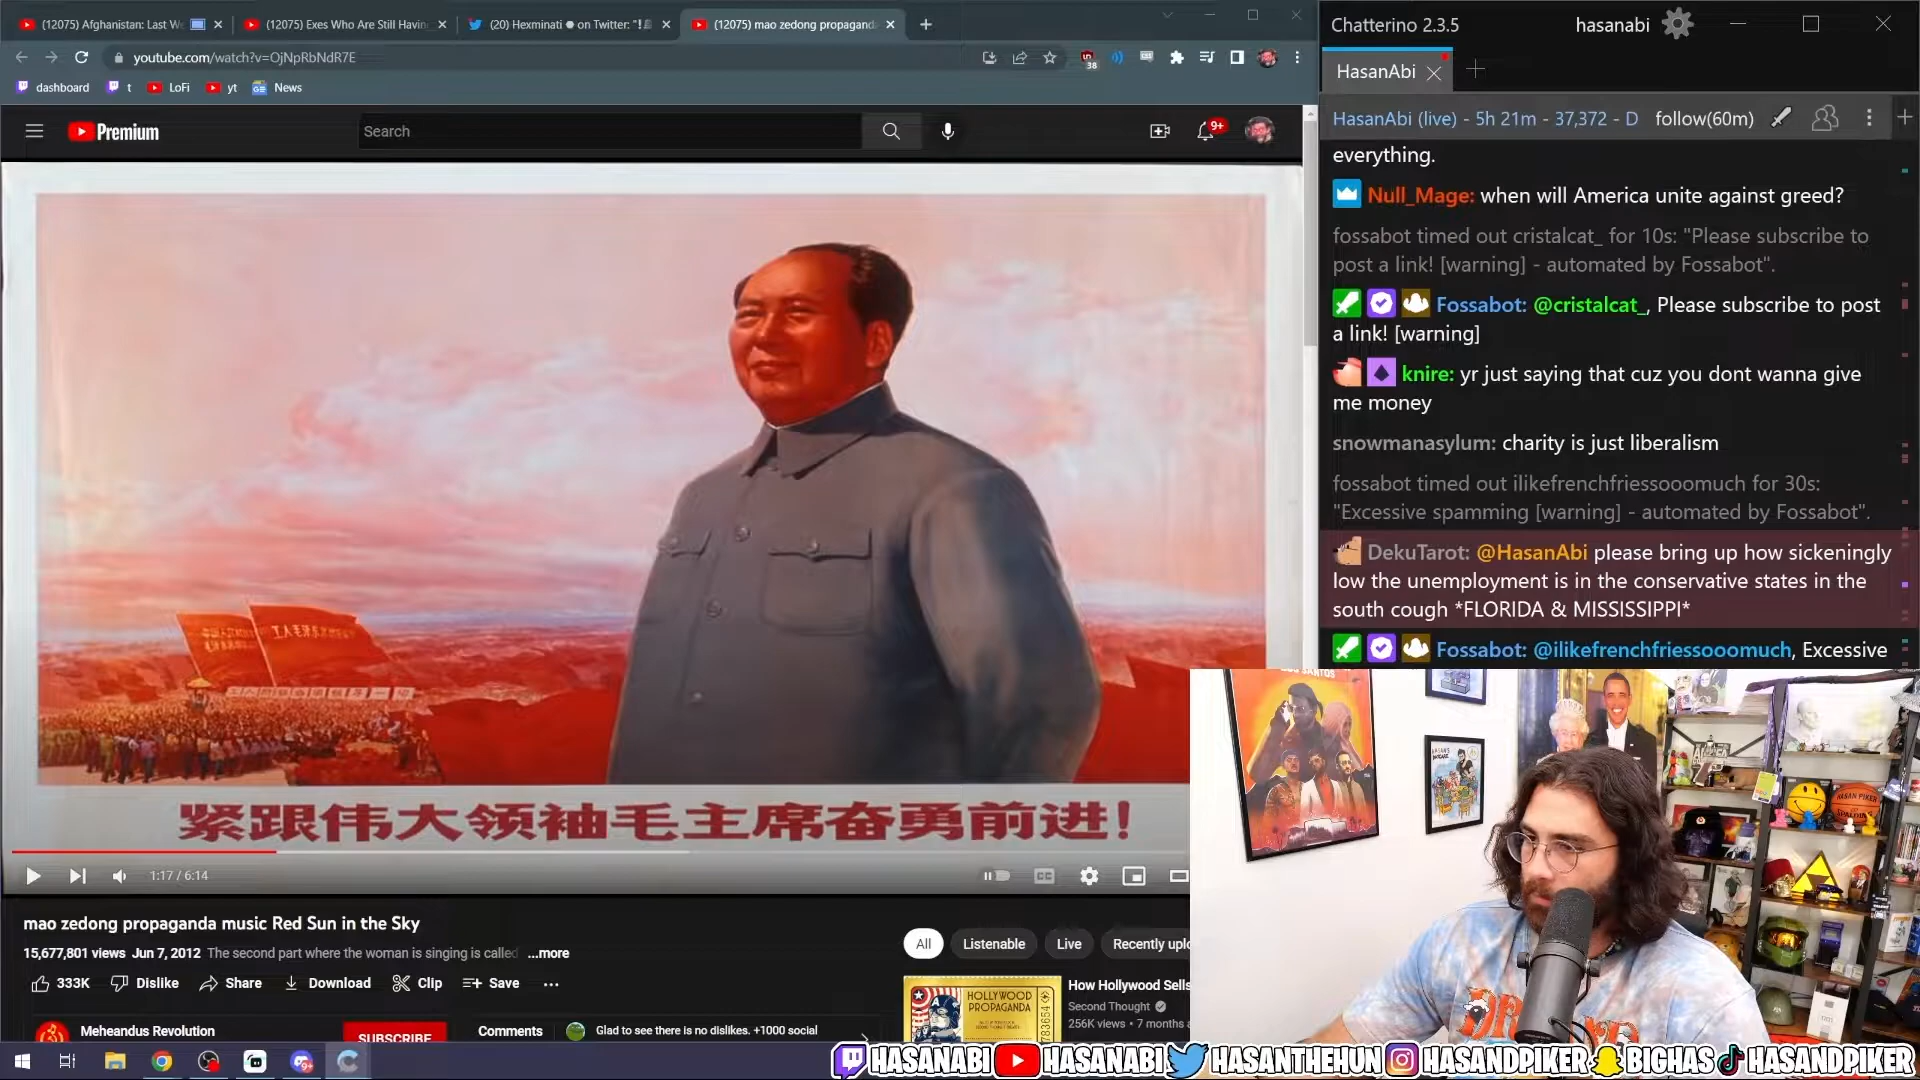 (12075) Afghanistan: Last We
(12075) Exes Who Are Still Having
(20) Hexminati on Twitter: "!
(12075) mao zedong propaganda
youtube.com/watch?v=OjNpRbNdR7E
38
dashboard
t
LoFi
yt
News
Premium
Search
9+
紧跟伟大领袖毛主席奋勇前进!
1:17 / 6:14
CC
mao zedong propaganda music Red Sun in the Sky
15,677,801 views Jun 7, 2012 The second part where the woman is singing is called ...more
333K
Dislike
Share
Download
Clip
Save
Meheandus Revolution
SUBSCRIBE
Comments
Glad to see there is no dislikes. +1000 social
All
Listenable
Live
Recently uplo
HOLLYWOOD
PROPAGANDA
How Hollywood Sells
Second Thought
256K views • 7 months a
Chatterino 2.3.5
hasanabi
HasanAbi
HasanAbi (live) - 5h 21m - 37,372 - D
follow(60m)
everything.
Null_Mage: when will America unite against greed?
fossabot timed out cristalcat_ for 10s: "Please subscribe to
post a link! [warning] - automated by Fossabot".
Fossabot: @cristalcat_, Please subscribe to post
a link! [warning]
knire: yr just saying that cuz you dont wanna give
me money
snowmanasylum: charity is just liberalism
fossabot timed out ilikefrenchfriessooomuch for 30s:
"Excessive spamming [warning] - automated by Fossabot".
DekuTarot: @HasanAbi please bring up how sickeningly
low the unemployment is in the conservative states in the
south cough *FLORIDA & MISSISSIPPI*
Fossabot: @ilikefrenchfriessooomuch, Excessive
HASAN PIKER
SPALDING
HASANABI
HASANABI
HASANTHEHUN
HASANDPIKER
BIGHAS
HASANDPIKER